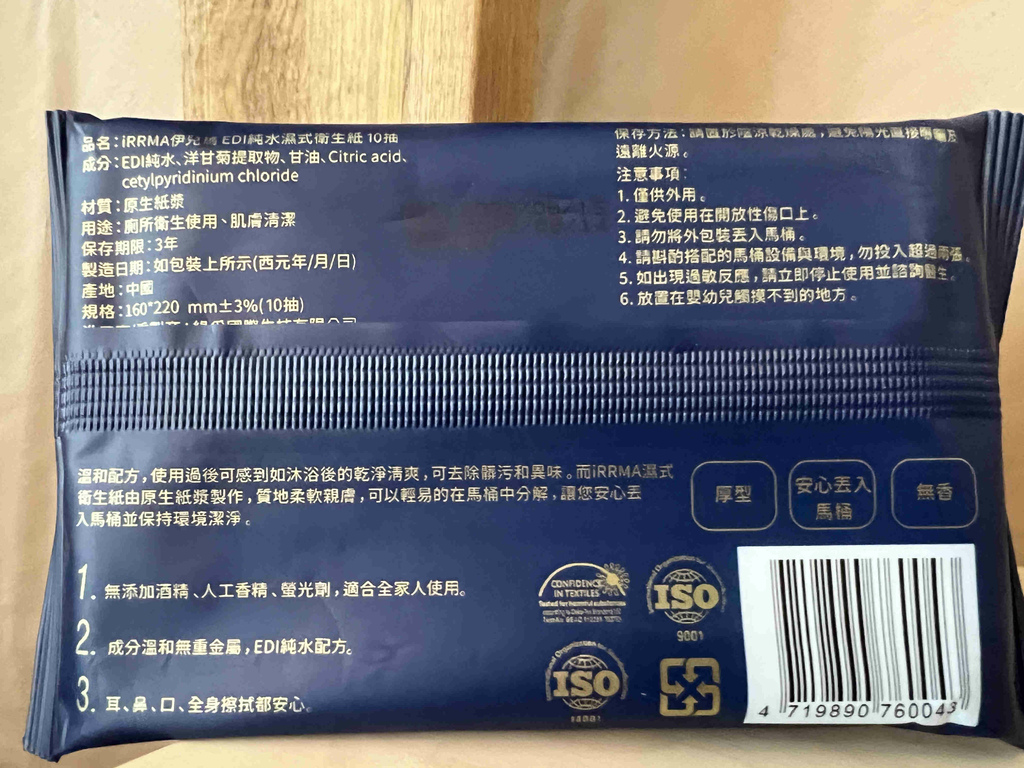 品名：iRRMA伊兒瑪 EDI純水濕式衛生紙 10抽
成分：EDI純水、洋甘菊提取物、甘油、Citric acid、
cetylpyridinium chloride
材質：原生紙漿
用途：廁所衛生使用、肌膚清潔
保存期限：3年
製造日期：如包裝上所示(西元年/月/日)
產地：中國
規格：160*220 mm±3%(10抽)
保存方法：請置於陰涼乾燥處，避免陽光直接曝曬及
遠離火源。
注意事項：
1. 僅供外用。
2. 避免使用在開放性傷口上。
3. 請勿將外包裝丟入馬桶。
4. 請斟酌搭配的馬桶設備與環境，勿投入超過兩張。
5. 如出現過敏反應，請立即停止使用並諮詢醫生。
6. 放置在嬰幼兒觸摸不到的地方。
溫和配方，使用過後可感到如沐浴後的乾淨清爽，可去除髒污和異味。而iRRMA濕式
衛生紙由原生紙漿製作，質地柔軟親膚，可以輕易的在馬桶中分解，讓您安心丟
入馬桶並保持環境潔淨。
厚型
安心丟入
馬桶
無香
1. 無添加酒精、人工香精、螢光劑，適合全家人使用。
2. 成分溫和無重金屬，EDI純水配方。
3. 耳、鼻、口、全身擦拭都安心。
CONFIDENCE
IN TEXTILES
Tested for harmful substances
ISO
9001
ISO
14001
4 719890 760043